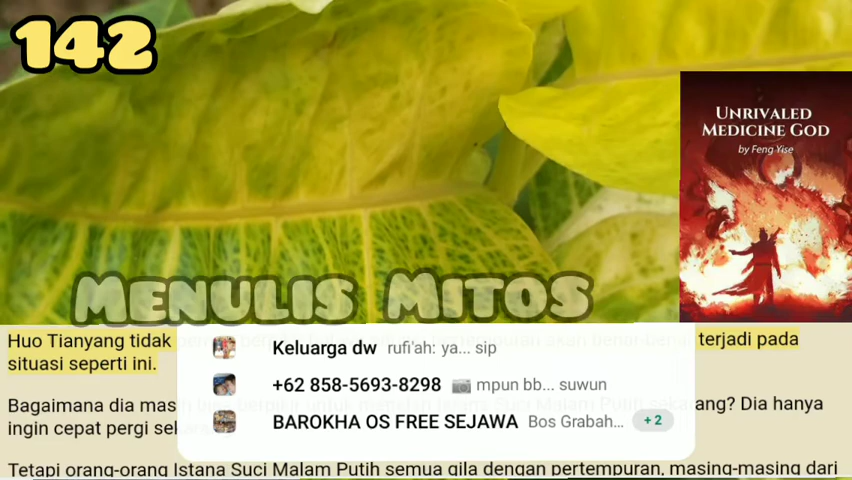 142
UNRIVALED
MEDICINE GOD
by Feng Yise
MENULIS MITOS
Huo Tianyang tidak terjadi pada
situasi seperti ini.
Keluarga dw rufi'ah: ya... sip
+62 858-5693-8298 mpun bb... suwun
Bagaimana dia masih sekarang? Dia hanya
ingin cepat pergi
BAROKHA OS FREE SEJAWA Bos Grabah... +2
Tetapi orang-orang Istana Suci Malam Putih semua gila dengan pertempuran, masing-masing dari